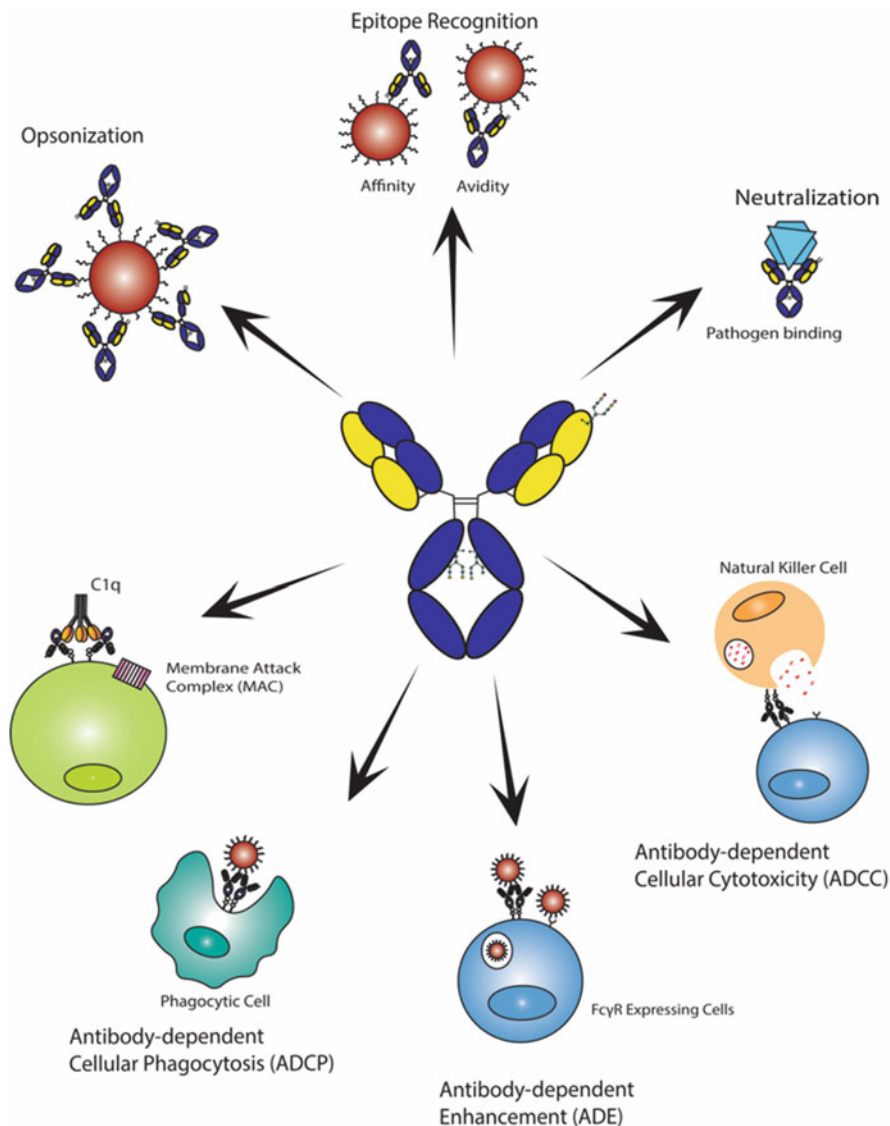 Epitope Recognition
Affinity
Avidity
Opsonization
Neutralization
Pathogen binding
C1q
Membrane Attack
Complex (MAC)
Natural Killer Cell
Antibody-dependent
Cellular Cytotoxicity (ADCC)
Phagocytic Cell
Antibody-dependent
Cellular Phagocytosis (ADCP)
FcγR Expressing Cells
Antibody-dependent
Enhancement (ADE)